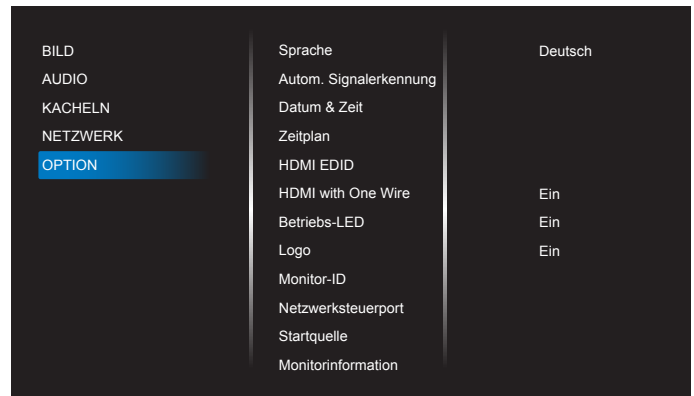 BILD Sprache Deutsch
AUDIO Autom. Signalerkennung
KACHELN Datum & Zeit
NETZWERK Zeitplan
OPTION HDMI EDID
HDMI with One Wire Ein
Betriebs-LED Ein
Logo Ein
Monitor-ID
Netzwerksteuerport
Startquelle
Monitorinformation